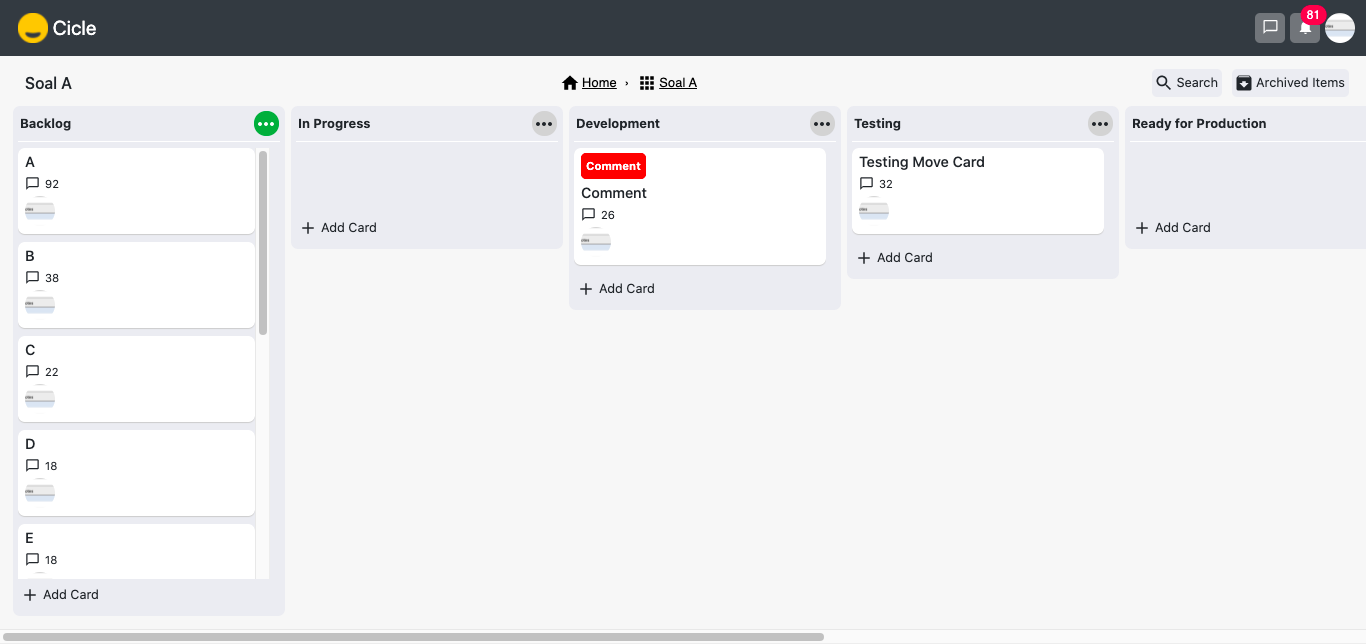 Cicle
81
Soal A
Home › Soal A
Search
Archived Items
Backlog
A
92
B
38
C
22
D
18
E
18
Add Card
In Progress
Add Card
Development
Comment
Comment
26
Add Card
Testing
Testing Move Card
32
Add Card
Ready for Production
Add Card